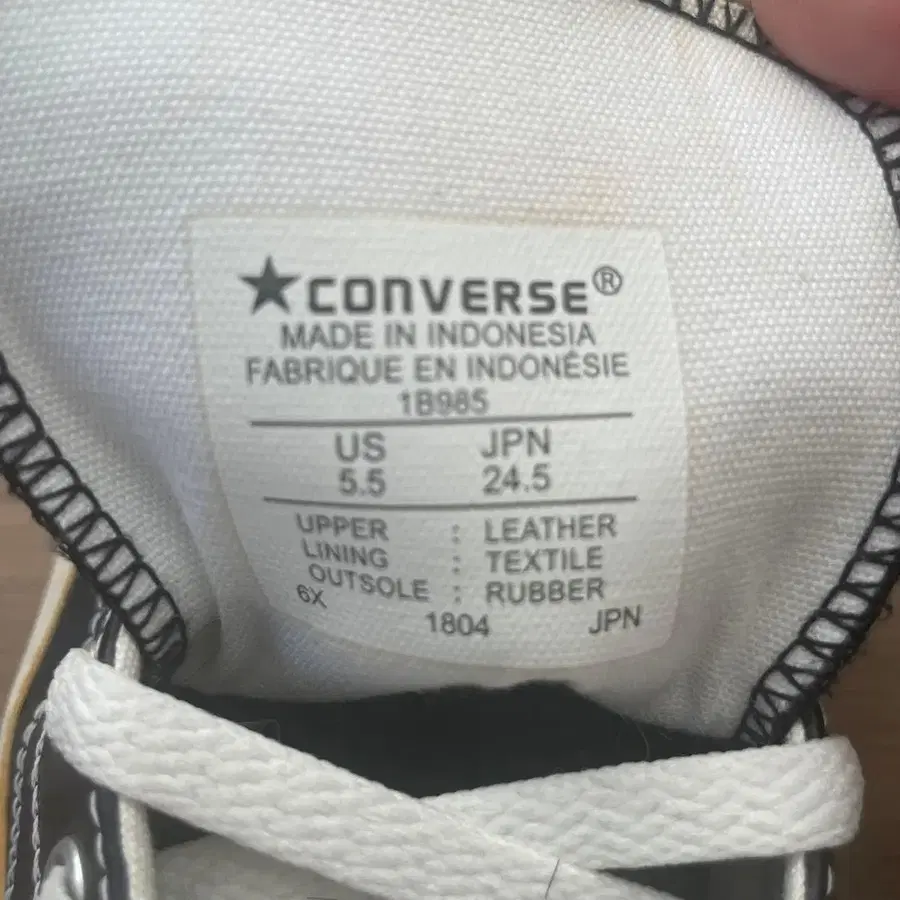 ★CONVERSE®
MADE IN INDONESIA
FABRIQUE EN INDONÉSIE
1B985
US JPN
5.5 24.5
UPPER : LEATHER
LINING : TEXTILE
OUTSOLE : RUBBER
6X 1804 JPN